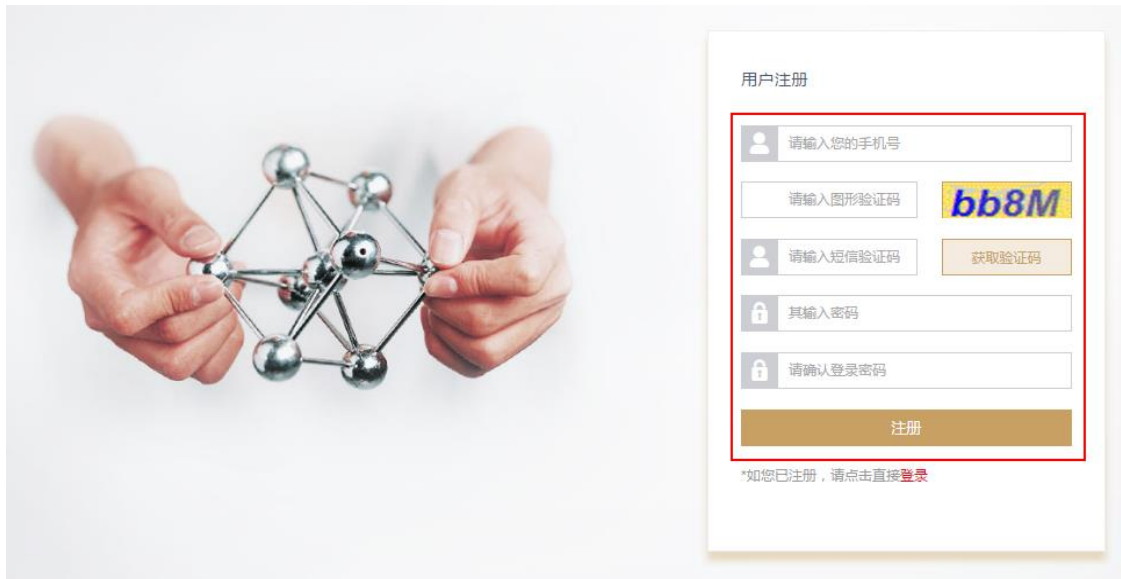 用户注册
请输入您的手机号
请输入图形验证码 bb8M
请输入短信验证码 获取验证码
其输入密码
请确认登录密码
注册
*如您已注册，请点击直接登录